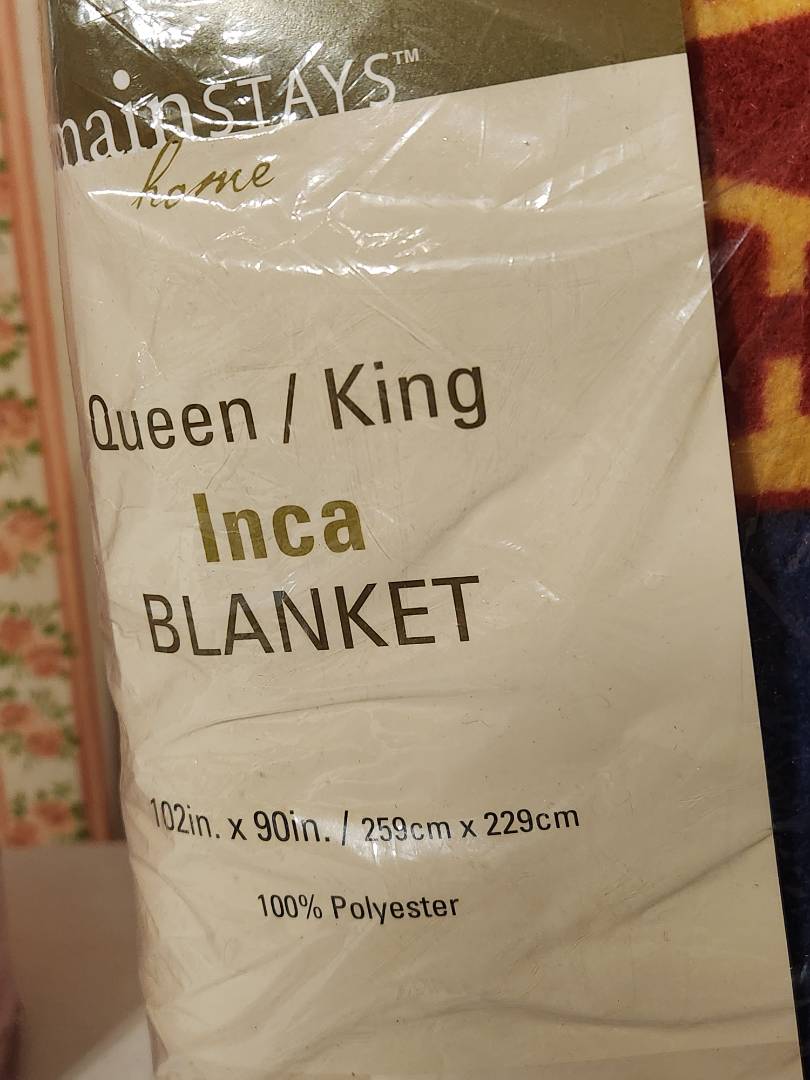 mainSTAYS™
home
Queen / King
Inca
BLANKET
102in. x 90in. / 259cm x 229cm
100% Polyester